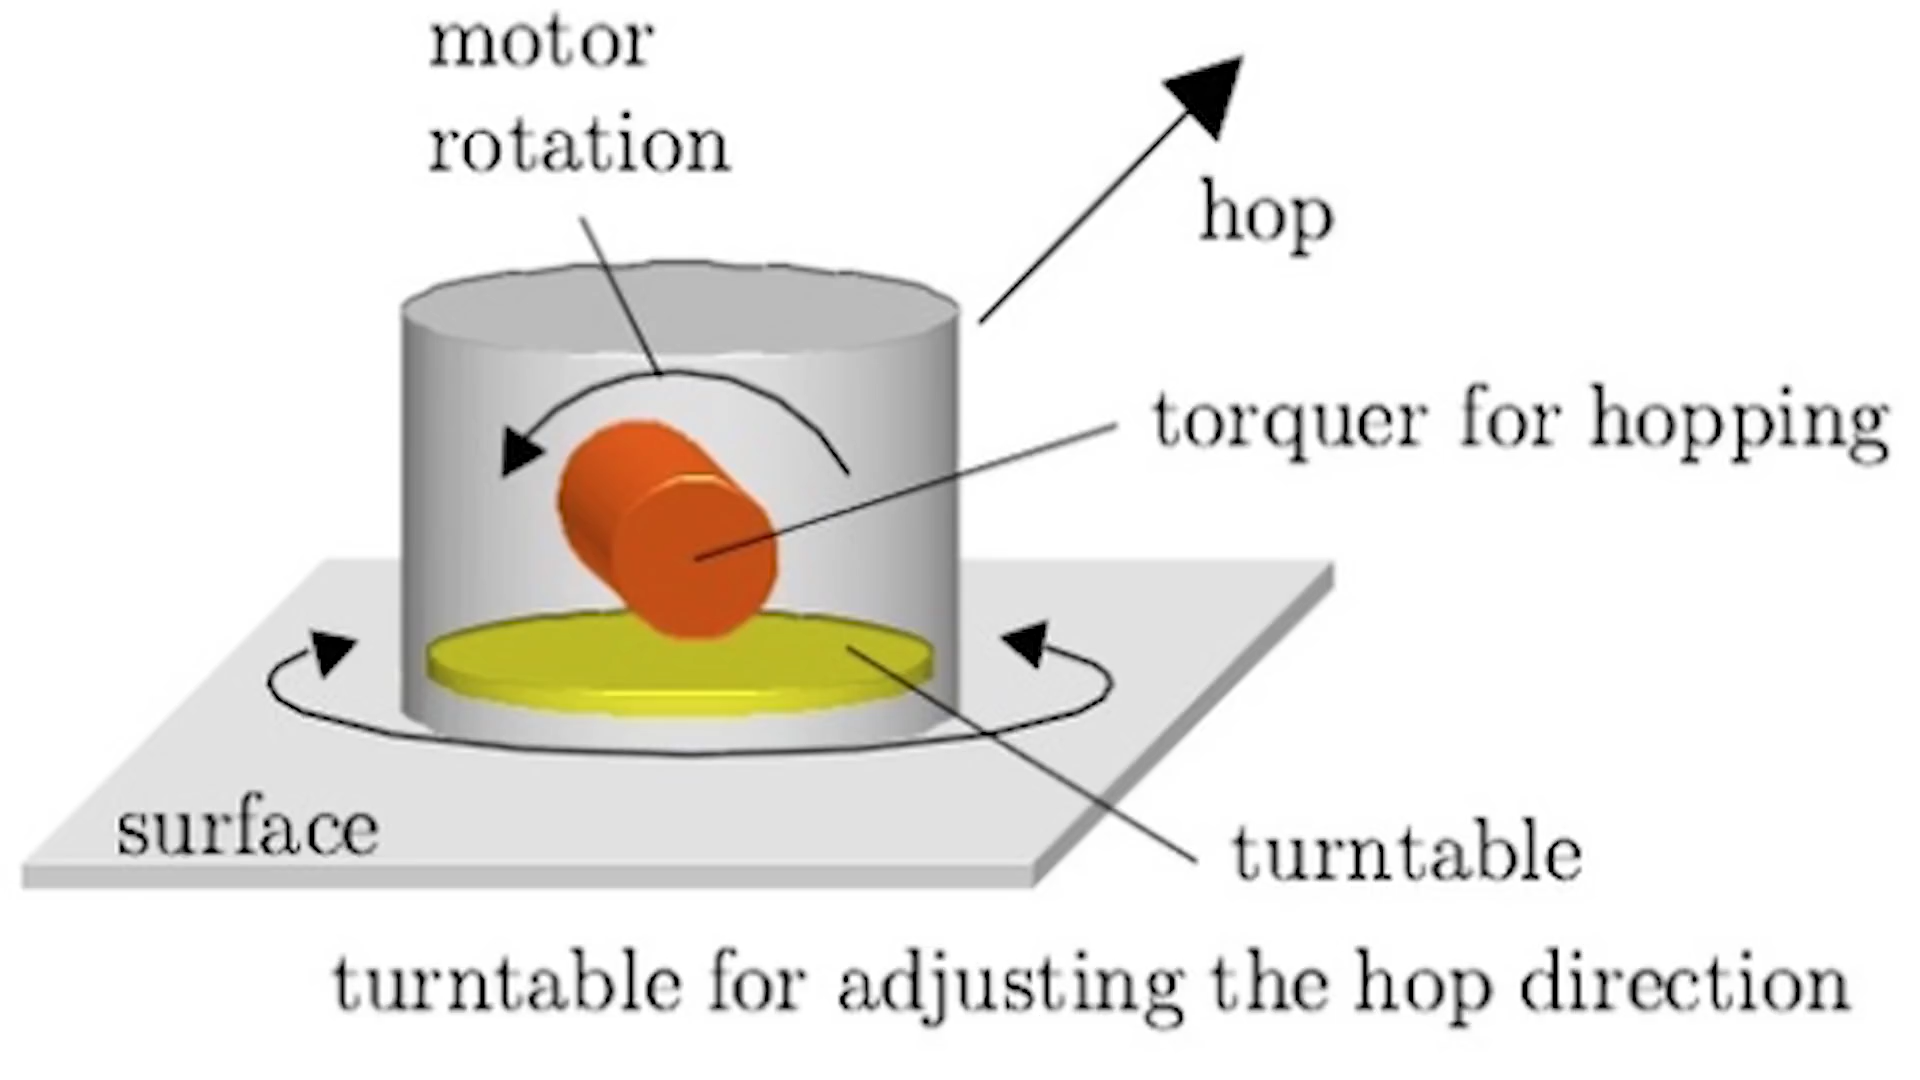 motor
rotation
hop
torquer for hopping
surface
turntable
turntable for adjusting the hop direction